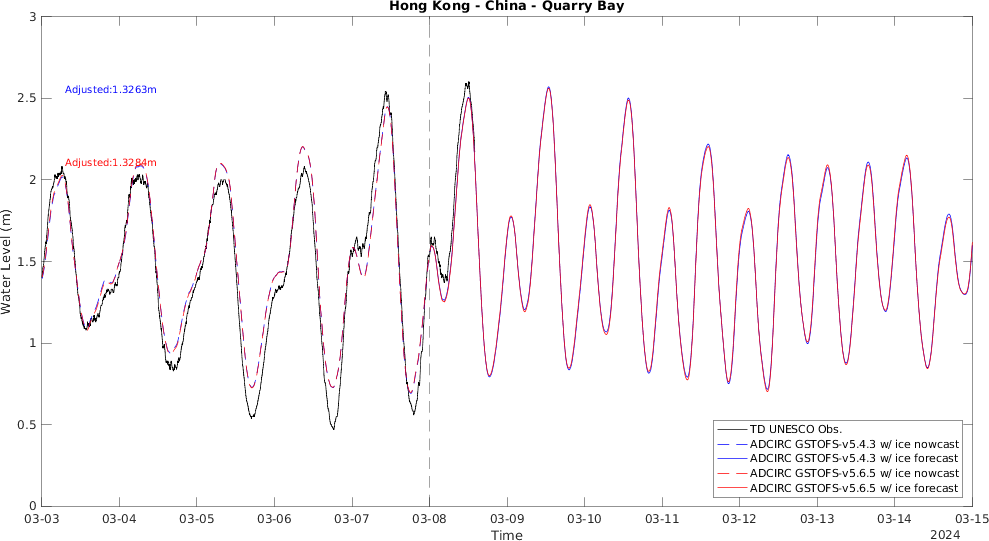 Hong Kong - China - Quarry Bay
3
2.5
2
1.5
1
0.5
0
Water Level (m)
Adjusted:1.3263m
Adjusted:1.3284m
TD UNESCO Obs.
ADCIRC GSTOFS-v5.4.3 w/ ice nowcast
ADCIRC GSTOFS-v5.4.3 w/ ice forecast
ADCIRC GSTOFS-v5.6.5 w/ ice nowcast
ADCIRC GSTOFS-v5.6.5 w/ ice forecast
03-03 03-04 03-05 03-06 03-07 03-08 03-09 03-10 03-11 03-12 03-13 03-14 03-15
Time
2024